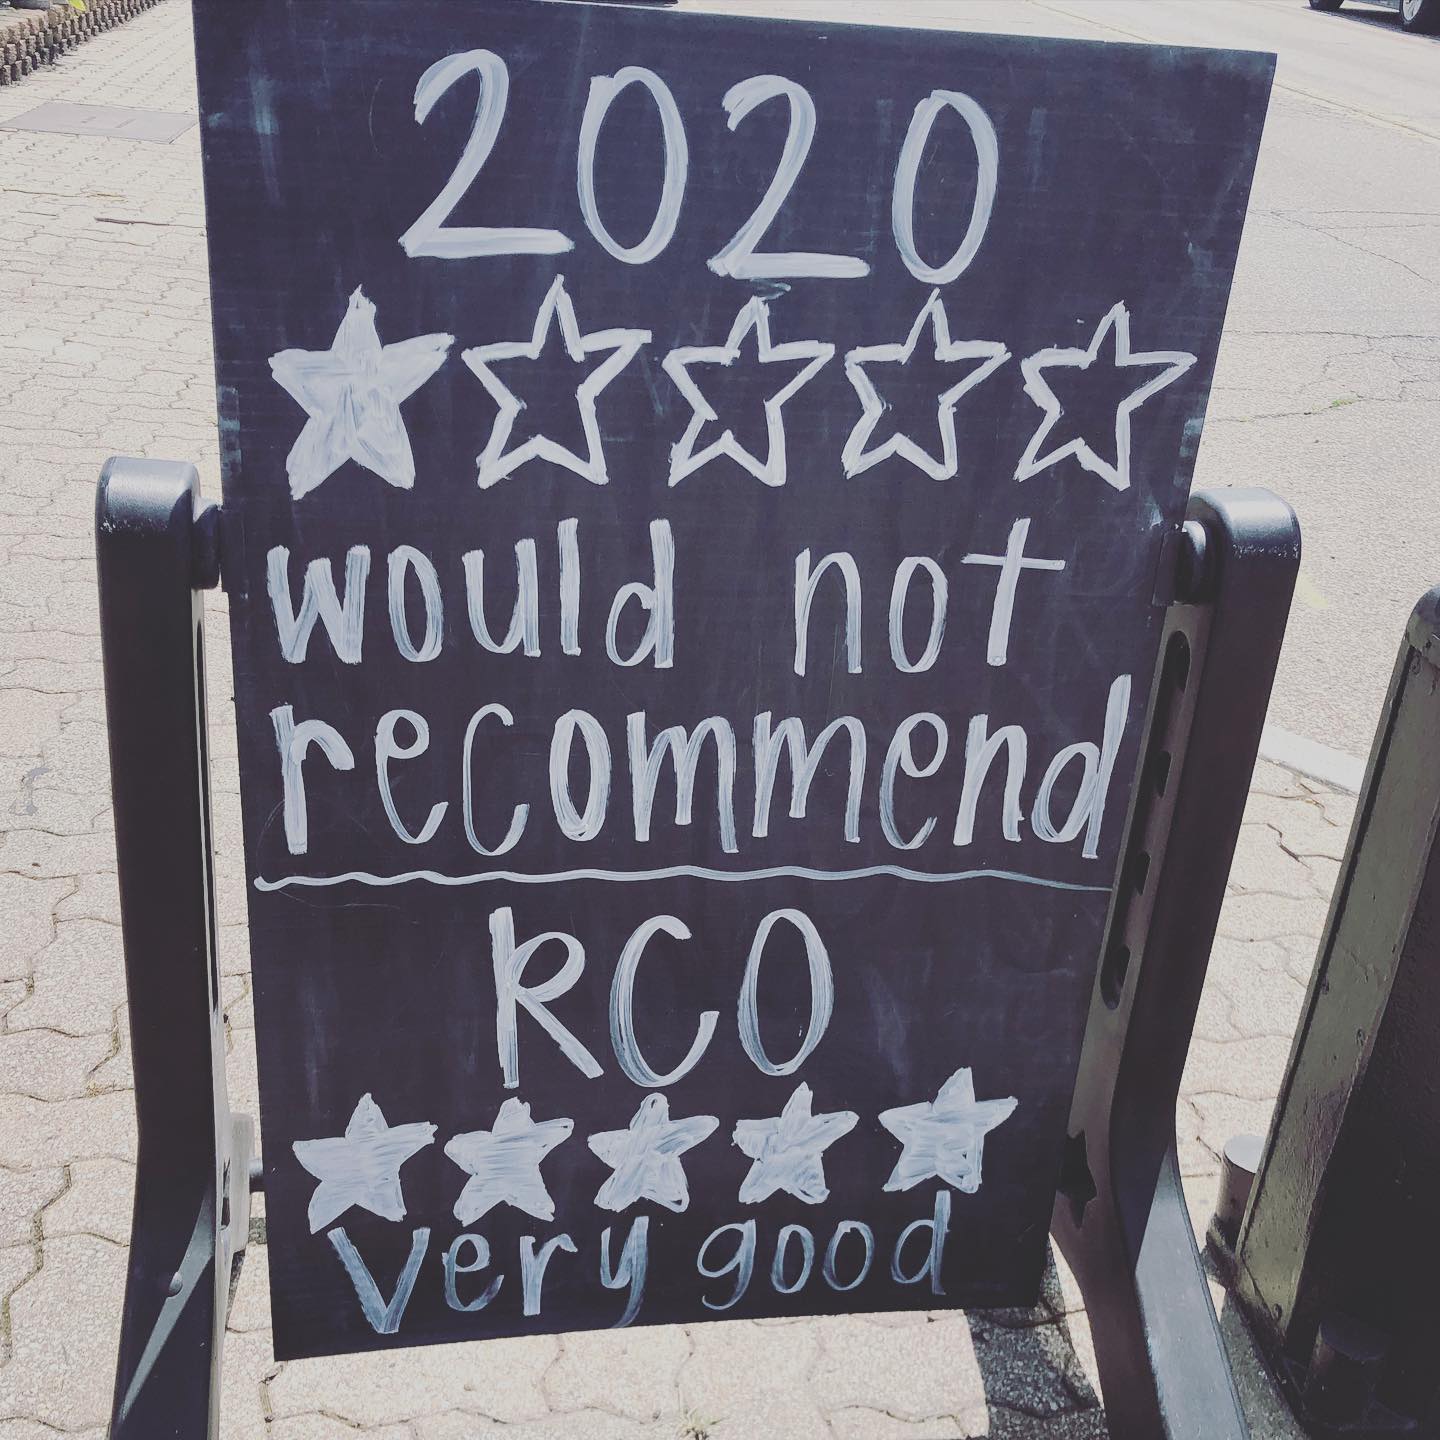 2020
would not
recommend
RCO
very good